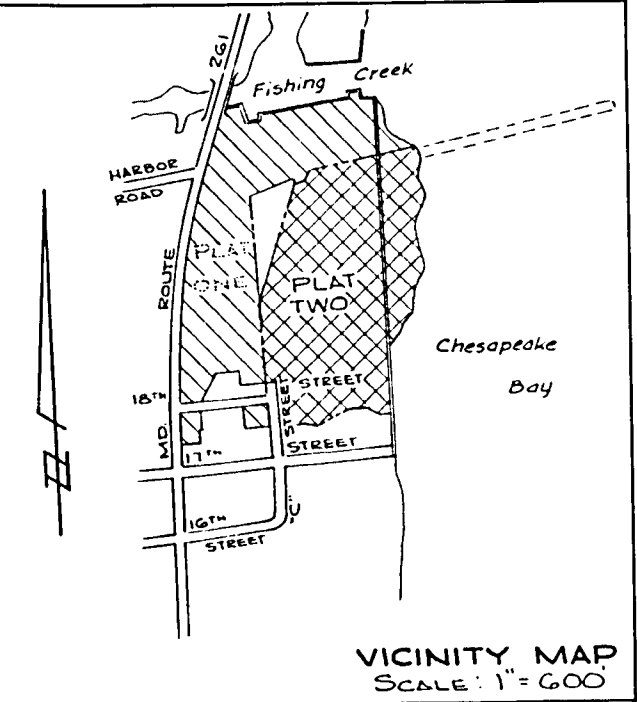 261
Fishing Creek
HARBOR
ROAD
PLAT
ONE
PLAT
TWO
MD. ROUTE
Chesapeake
Bay
18TH STREET
"C" STREET
17TH STREET
16TH
STREET
N
VICINITY MAP
SCALE: 1" = 600'